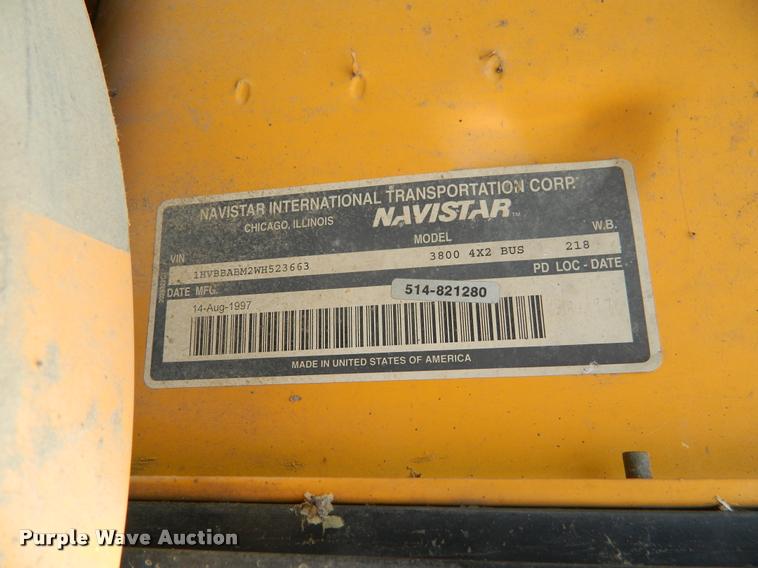 NAVISTAR INTERNATIONAL TRANSPORTATION CORP.
CHICAGO, ILLINOIS NAVISTAR™
VIN MODEL W.B.
1HVBBABM2WH523663 3800 4X2 BUS 218
DATE MFG. PD LOC - DATE
514-821280
14-Aug-1997
MADE IN UNITED STATES OF AMERICA
Purple Wave Auction®